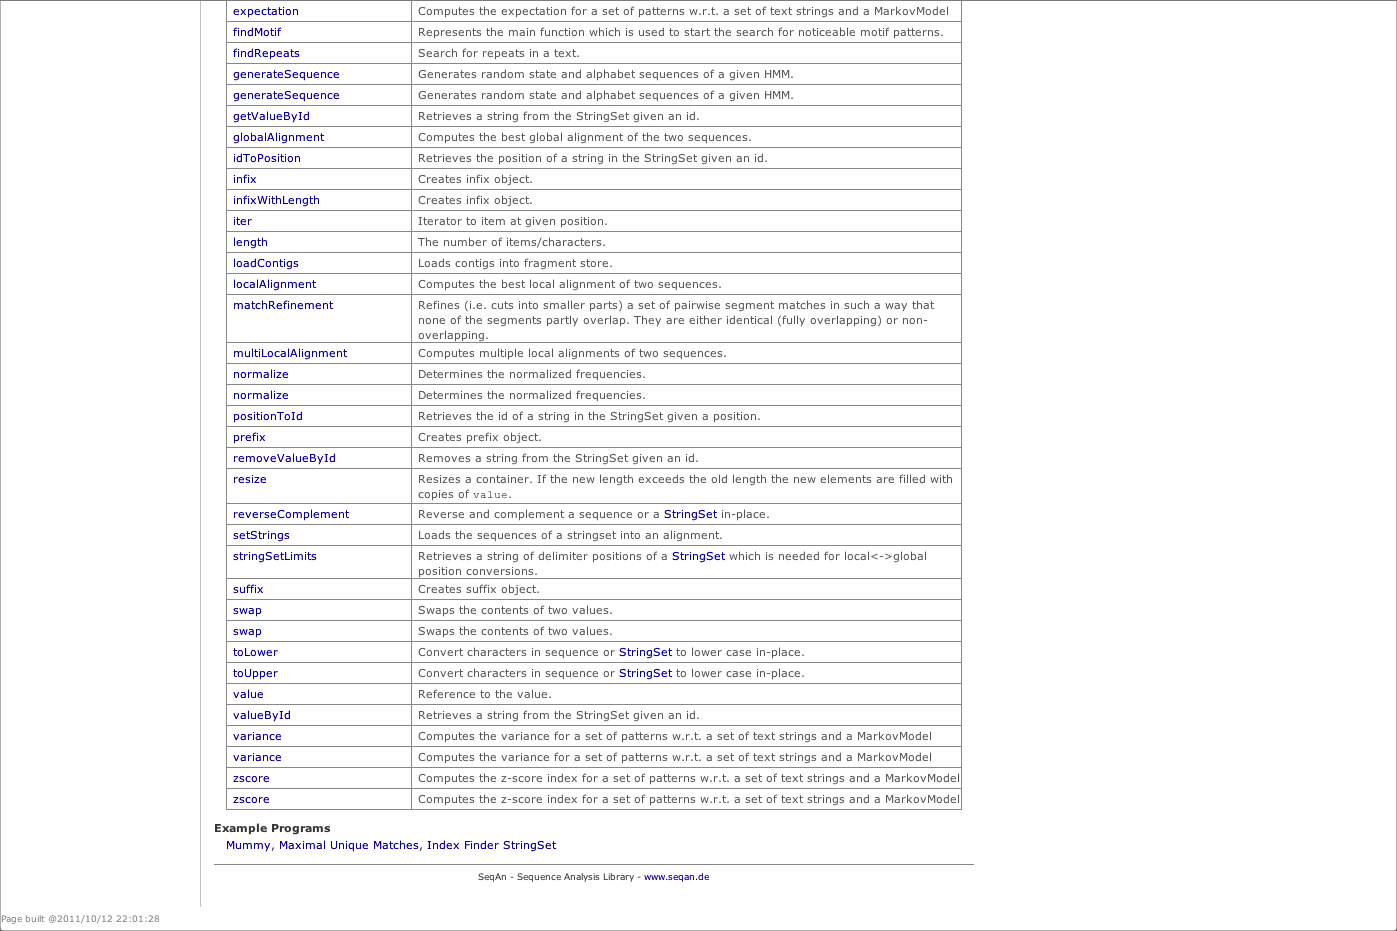 expectation Computes the expectation for a set of patterns w.r.t. a set of text strings and a MarkovModel
findMotif Represents the main function which is used to start the search for noticeable motif patterns.
findRepeats Search for repeats in a text.
generateSequence Generates random state and alphabet sequences of a given HMM.
generateSequence Generates random state and alphabet sequences of a given HMM.
getValueById Retrieves a string from the StringSet given an id.
globalAlignment Computes the best global alignment of the two sequences.
idToPosition Retrieves the position of a string in the StringSet given an id.
infix Creates infix object.
infixWithLength Creates infix object.
iter Iterator to item at given position.
length The number of items/characters.
loadContigs Loads contigs into fragment store.
localAlignment Computes the best local alignment of two sequences.
matchRefinement Refines (i.e. cuts into smaller parts) a set of pairwise segment matches in such a way that
none of the segments partly overlap. They are either identical (fully overlapping) or non-
overlapping.
multiLocalAlignment Computes multiple local alignments of two sequences.
normalize Determines the normalized frequencies.
normalize Determines the normalized frequencies.
positionToId Retrieves the id of a string in the StringSet given a position.
prefix Creates prefix object.
removeValueById Removes a string from the StringSet given an id.
resize Resizes a container. If the new length exceeds the old length the new elements are filled with
copies of value.
reverseComplement Reverse and complement a sequence or a StringSet in-place.
setStrings Loads the sequences of a stringset into an alignment.
stringSetLimits Retrieves a string of delimiter positions of a StringSet which is needed for local<->global
position conversions.
suffix Creates suffix object.
swap Swaps the contents of two values.
swap Swaps the contents of two values.
toLower Convert characters in sequence or StringSet to lower case in-place.
toUpper Convert characters in sequence or StringSet to lower case in-place.
value Reference to the value.
valueById Retrieves a string from the StringSet given an id.
variance Computes the variance for a set of patterns w.r.t. a set of text strings and a MarkovModel
variance Computes the variance for a set of patterns w.r.t. a set of text strings and a MarkovModel
zscore Computes the z-score index for a set of patterns w.r.t. a set of text strings and a MarkovModel
zscore Computes the z-score index for a set of patterns w.r.t. a set of text strings and a MarkovModel
Example Programs
Mummy, Maximal Unique Matches, Index Finder StringSet
SeqAn - Sequence Analysis Library - www.seqan.de
Page built @2011/10/12 22:01:28